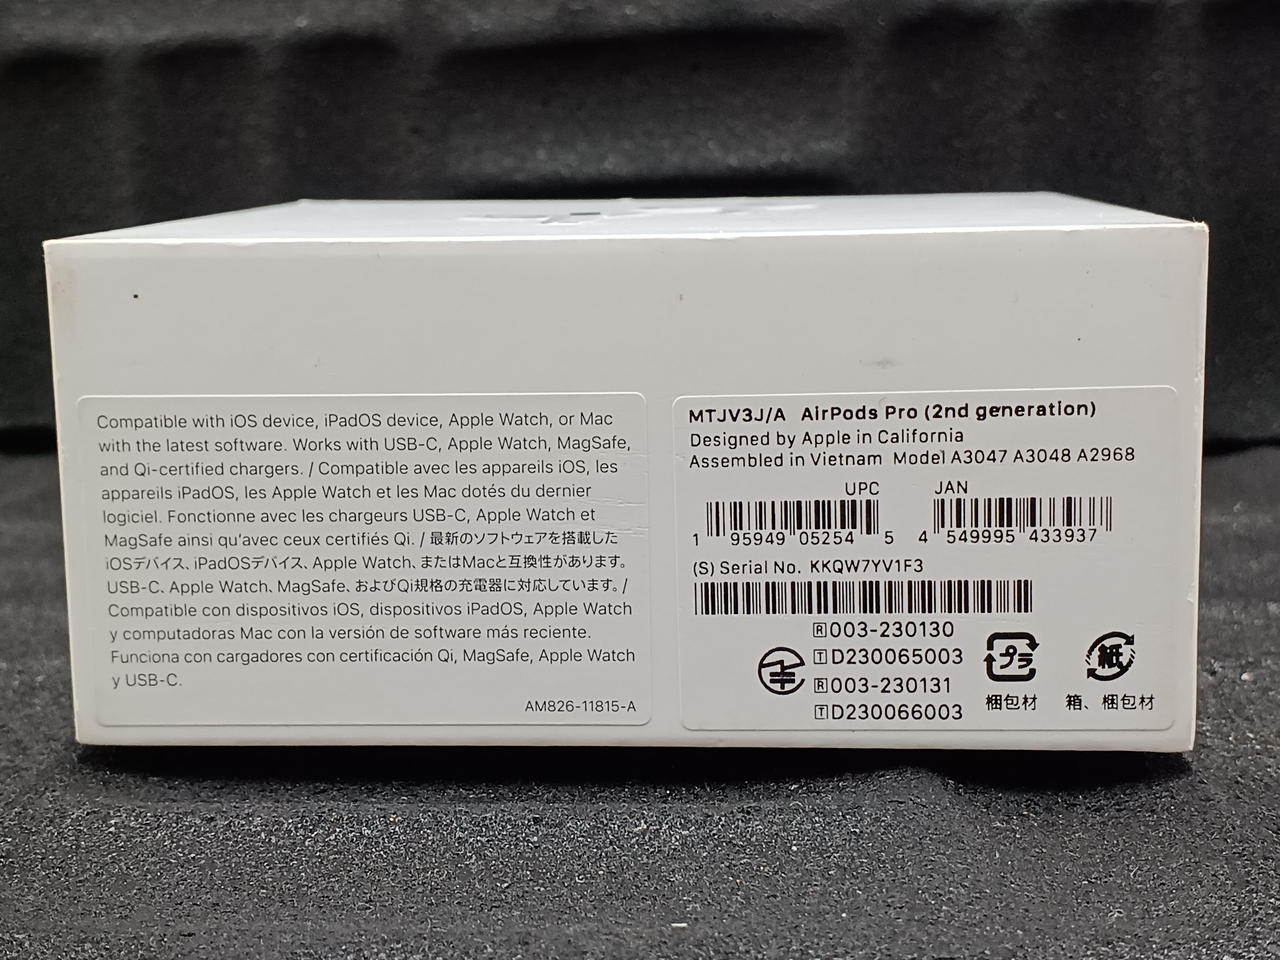 Compatible with iOS device, iPadOS device, Apple Watch, or Mac
with the latest software. Works with USB-C, Apple Watch, MagSafe,
and Qi-certified chargers. / Compatible avec les appareils iOS, les
appareils iPadOS, les Apple Watch et les Mac dotés du dernier
logiciel. Fonctionne avec les chargeurs USB-C, Apple Watch et
MagSafe ainsi qu'avec ceux certifiés Qi. / 最新のソフトウェアを搭載した
iOSデバイス、iPadOSデバイス、Apple Watch、またはMacと互換性があります。
USB-C、Apple Watch、MagSafe、およびQi規格の充電器に対応しています。/
Compatible con dispositivos iOS, dispositivos iPadOS, Apple Watch
y computadoras Mac con la versión de software más reciente.
Funciona con cargadores con certificación Qi, MagSafe, Apple Watch
y USB-C.
AM826-11815-A
MTJV3J/A AirPods Pro (2nd generation)
Designed by Apple in California
Assembled in Vietnam Model A3047 A3048 A2968
UPC JAN
1 95949 05254 5 4 549995 433937
(S) Serial No. KKQW7YV1F3
R 003-230130
T D230065003
R 003-230131
T D230066003
プラ
梱包材
紙
箱、梱包材